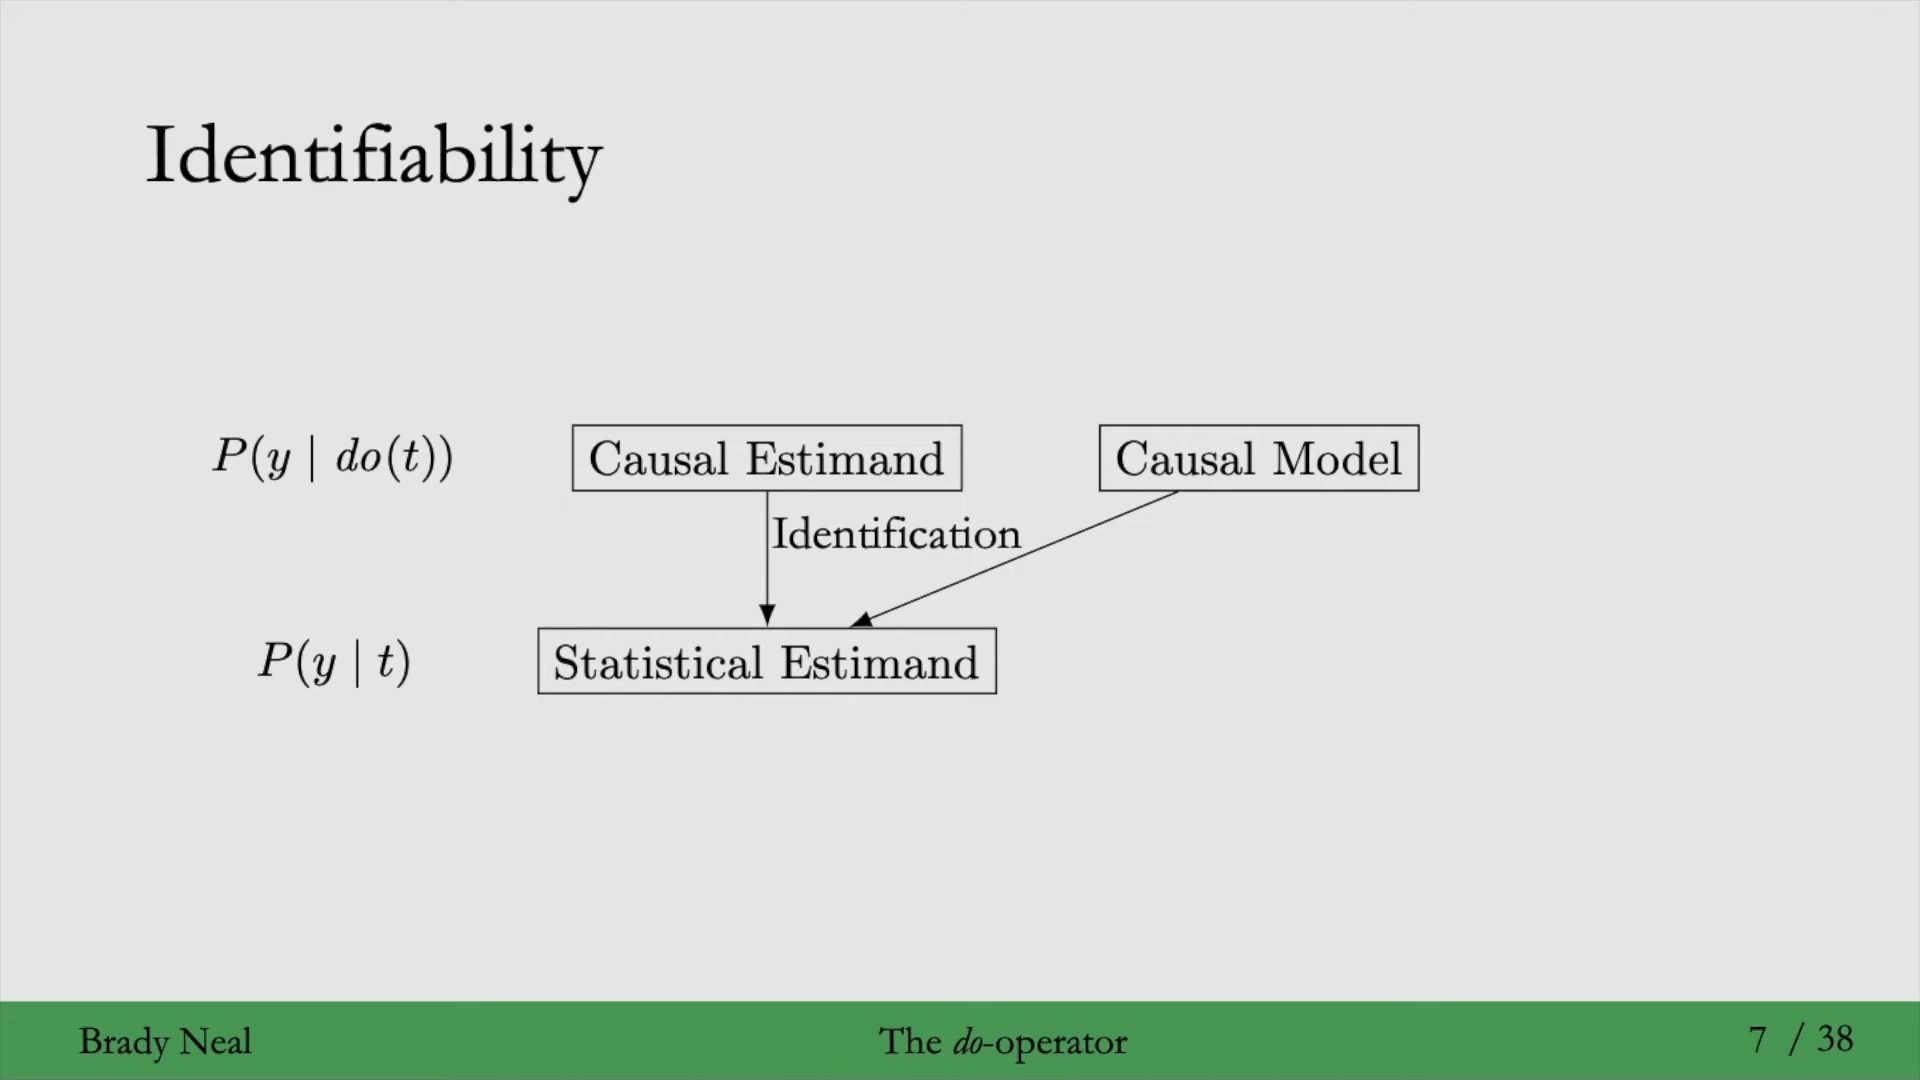 Identifiability
P(y | do(t))
Causal Estimand
Causal Model
Identification
P(y | t)
Statistical Estimand
Brady Neal
The do-operator
7 / 38